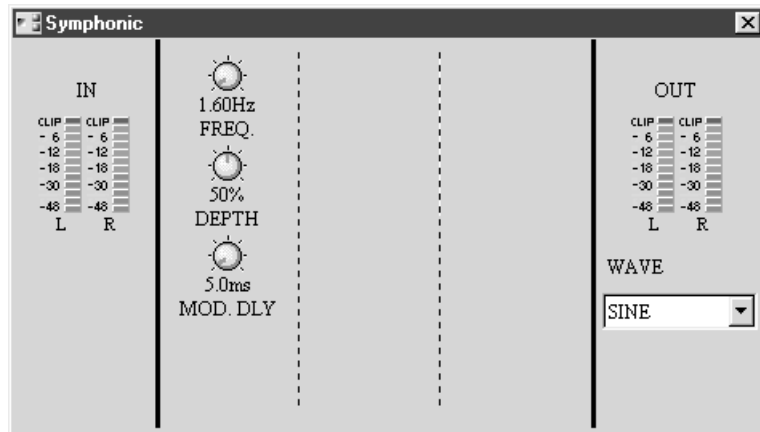 Symphonic
IN
CLIP CLIP
- 6 - 6
-12 -12
-18 -18
-30 -30
-48 -48
L R
1.60Hz
FREQ.
50%
DEPTH
5.0ms
MOD. DLY
OUT
CLIP CLIP
- 6 - 6
-12 -12
-18 -18
-30 -30
-48 -48
L R
WAVE
SINE